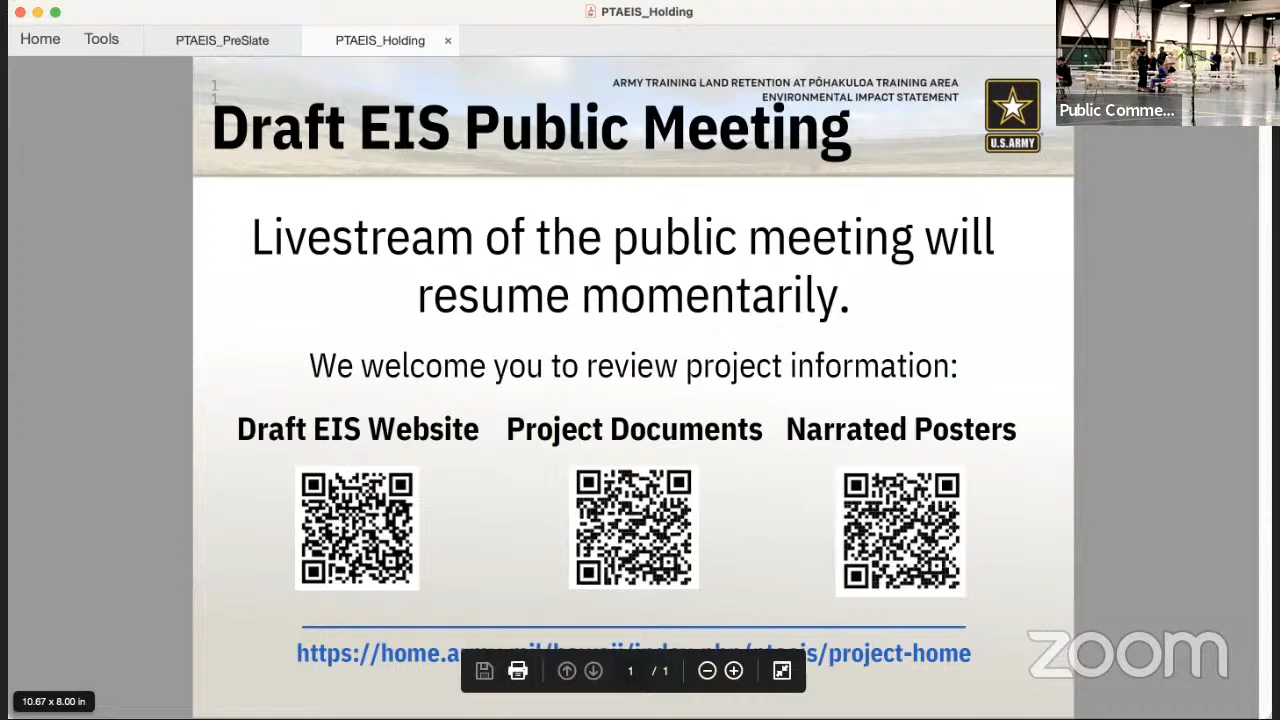 PTAEIS_Holding
Home
Tools
PTAEIS_PreSlate
PTAEIS_Holding
×
1
ARMY TRAINING LAND RETENTION AT PŌHAKULOA TRAINING AREA
ENVIRONMENTAL IMPACT STATEMENT
Draft EIS Public Meeting
U.S.ARMY
Public Comme...
Livestream of the public meeting will
resume momentarily.
We welcome you to review project information:
Draft EIS Website
Project Documents
Narrated Posters
https://home.a s/project-home
1 / 1
10.67 x 8.00 in
zoom